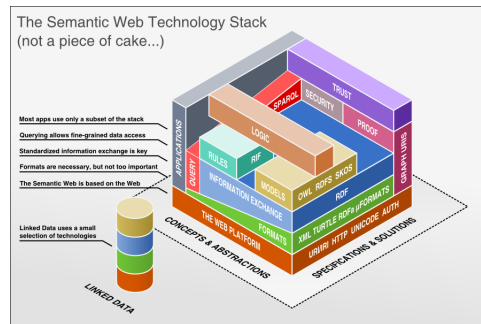 The Semantic Web Technology Stack
(not a piece of cake...)
Most apps use only a subset of the stack
Querying allows fine-grained data access
Standardized information exchange is key
Formats are necessary, but not too important
The Semantic Web is based on the Web
Linked Data uses a small
selection of technologies
LINKED DATA
APPLICATIONS
QUERY
SPARQL
SECURITY
TRUST
PROOF
GRAPH URIS
LOGIC
RULES
RIF
MODELS
OWL RDFS SKOS
INFORMATION EXCHANGE
RDF
FORMATS
XML TURTLE RDFa µFORMATS
THE WEB PLATFORM
URI/IRI HTTP UNICODE AUTH
CONCEPTS & ABSTRACTIONS
SPECIFICATIONS & SOLUTIONS